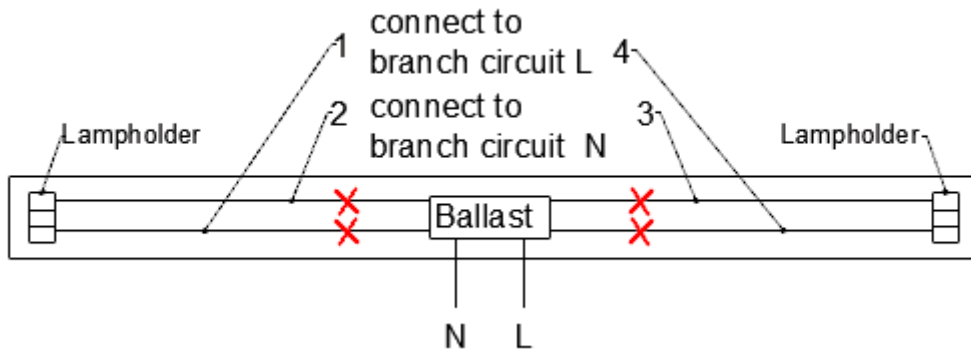 1 connect to
branch circuit L 4
2 connect to
branch circuit N 3
Lampholder
Lampholder
Ballast
N L